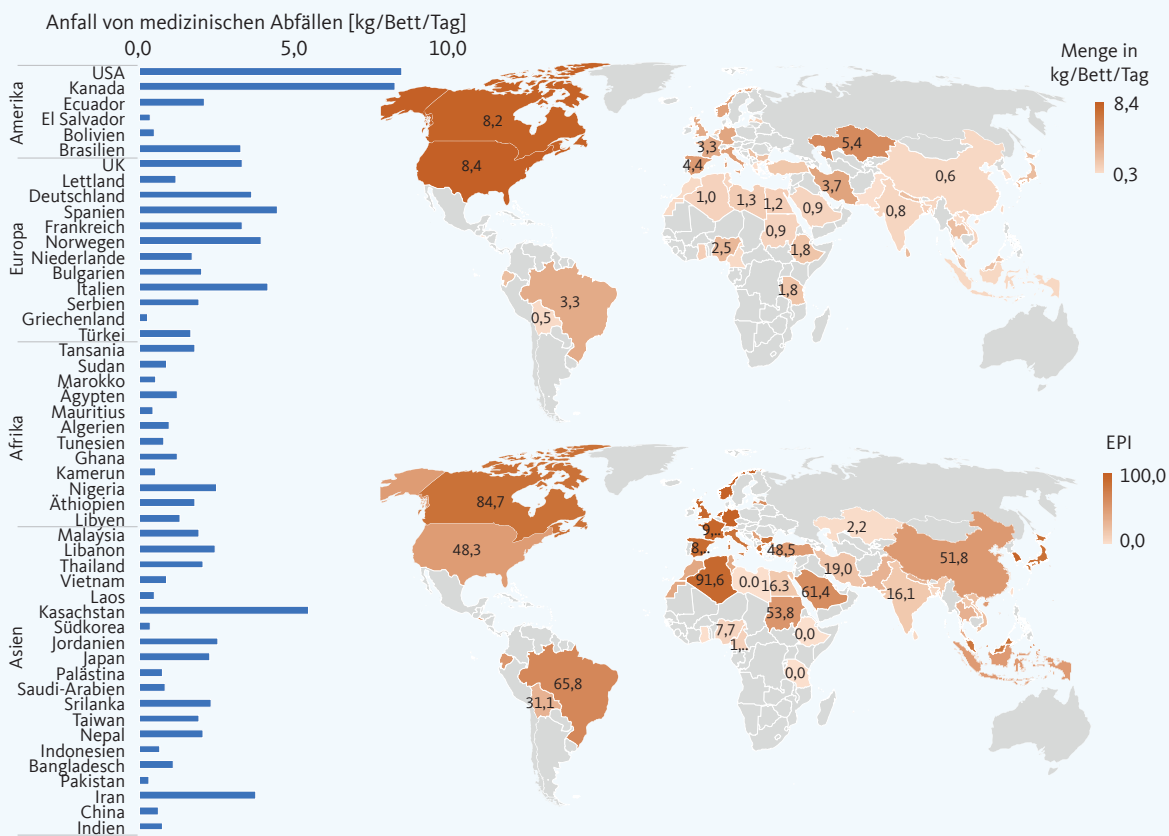 Anfall von medizinischen Abfällen [kg/Bett/Tag]
0,0 5,0 10,0
Amerika
USA
Kanada
Ecuador
El Salvador
Bolivien
Brasilien
Europa
UK
Lettland
Deutschland
Spanien
Frankreich
Norwegen
Niederlande
Bulgarien
Italien
Serbien
Griechenland
Türkei
Afrika
Tansania
Sudan
Marokko
Ägypten
Mauritius
Algerien
Tunesien
Ghana
Kamerun
Nigeria
Äthiopien
Libyen
Asien
Malaysia
Libanon
Thailand
Vietnam
Laos
Kasachstan
Südkorea
Jordanien
Japan
Palästina
Saudi-Arabien
Srilanka
Taiwan
Nepal
Indonesien
Bangladesch
Pakistan
Iran
China
Indien
Menge in
kg/Bett/Tag
8,4
0,3
8,2
8,4
3,3
4,4
5,4
3,7
0,6
1,0
1,3
1,2
0,9
0,8
0,9
2,5
1,8
1,8
3,3
0,5
EPI
100,0
0,0
84,7
48,3
9,..
8,..
48,5
2,2
51,8
19,0
91,6
0.0
16.3
61,4
16,1
53,8
7,7
1,..
0,0
0,0
65,8
31,1